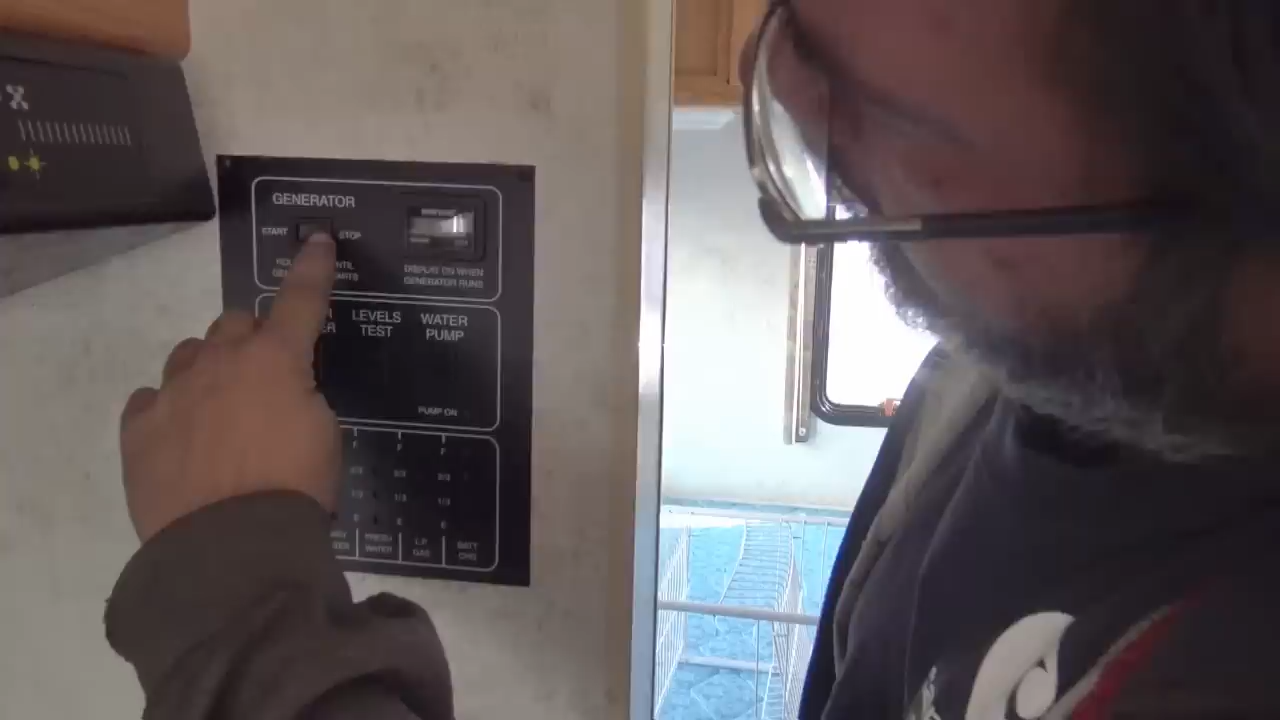 GENERATOR
START
STOP
DISPLAY ON WHEN
GENERATOR RUNS
LEVELS
TEST
WATER
PUMP
PUMP ON
F F F
2/3 2/3 2/3
1/3 1/3 1/3
E E E
FRESH
WATER
L.P.
GAS
BATT
CHG